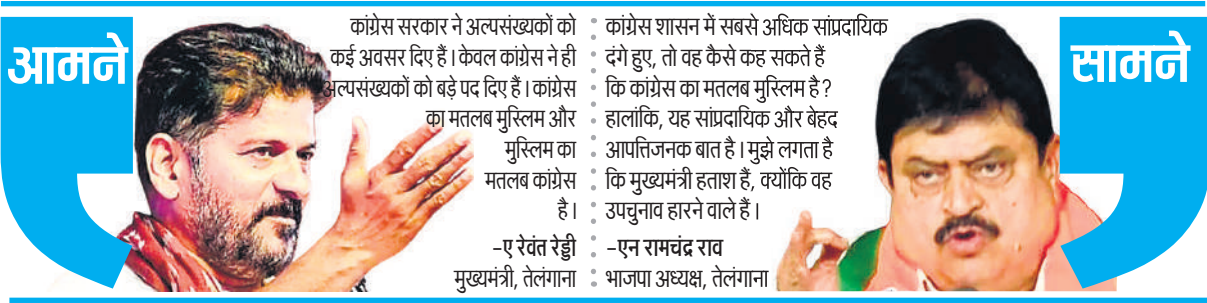 आमने
कांग्रेस सरकार ने अल्पसंख्यकों को
कई अवसर दिए हैं। केवल कांग्रेस ने ही
अल्पसंख्यकों को बड़े पद दिए हैं। कांग्रेस
का मतलब मुस्लिम और
मुस्लिम का
मतलब कांग्रेस
है।
-ए रेवंत रेड्डी
मुख्यमंत्री, तेलंगाना
कांग्रेस शासन में सबसे अधिक सांप्रदायिक
दंगे हुए, तो वह कैसे कह सकते हैं
कि कांग्रेस का मतलब मुस्लिम है?
हालांकि, यह सांप्रदायिक और बेहद
आपत्तिजनक बात है। मुझे लगता है
कि मुख्यमंत्री हताश हैं, क्योंकि वह
उपचुनाव हारने वाले हैं।
-एन रामचंद्र राव
भाजपा अध्यक्ष, तेलंगाना
सामने